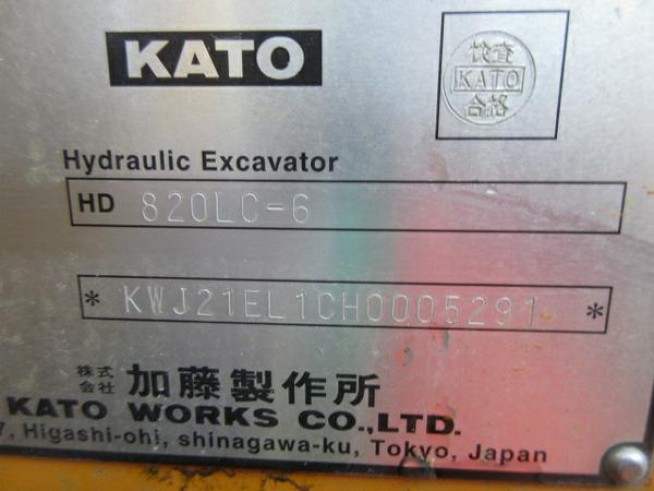 KATO
検査
KATO
合格
Hydraulic Excavator
HD 820LC-6
* KWJ21EL1CH0005291 *
株式会社 加藤製作所
KATO WORKS CO.,LTD.
7, Higashi-ohi, shinagawa-ku, Tokyo, Japan